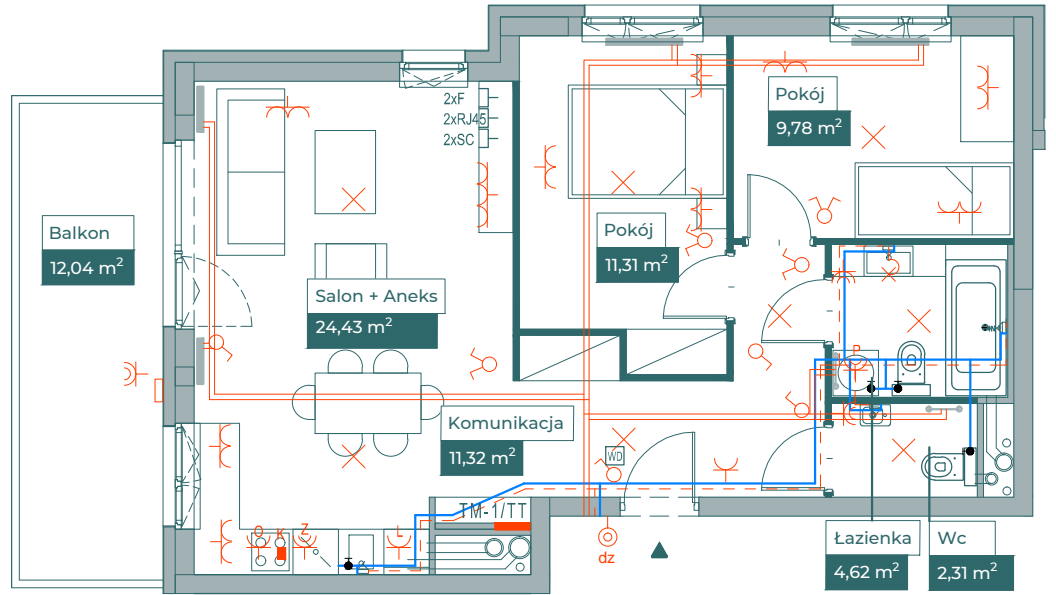 2xF
2xRJ45
2xSC
Pokój
9,78 m²
Balkon
12,04 m²
Pokój
11,31 m²
Salon + Aneks
24,43 m²
P
Komunikacja
11,32 m²
WD
TM-1/TT
O
K
Z
L
dz
Łazienka
4,62 m²
Wc
2,31 m²